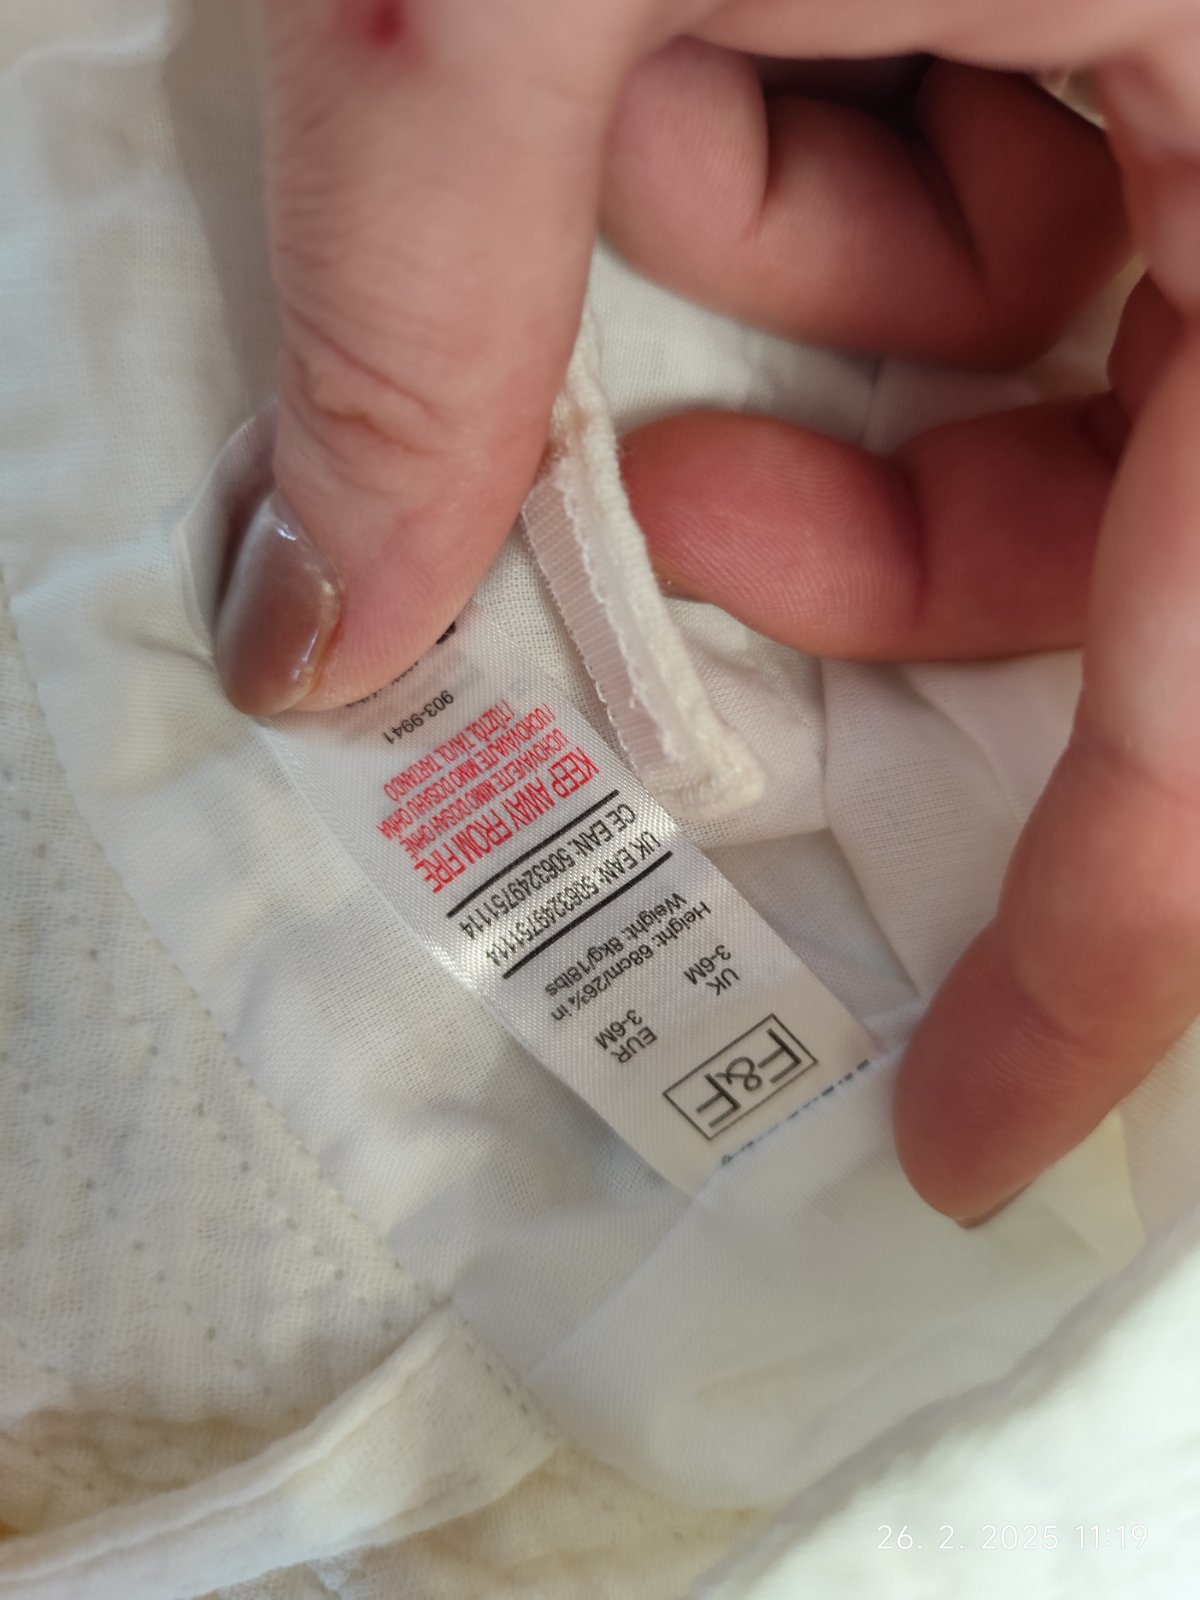 F&F
UK EUR
3-6M 3-6M
Height: 68cm/26¾ in
Weight: 8kg/18lbs
UK EAN: 5063249751114
CE EAN: 5063249751114
KEEP AWAY FROM FIRE
UCHOVÁVEJTE MIMO DOSAH OHNĚ
/ UCHOVÁVAJTE MIMO DOSAHU OHŇA
/ TŰZTŐL TÁVOL TARTANDÓ
903-9941
26. 2. 2025 11:19